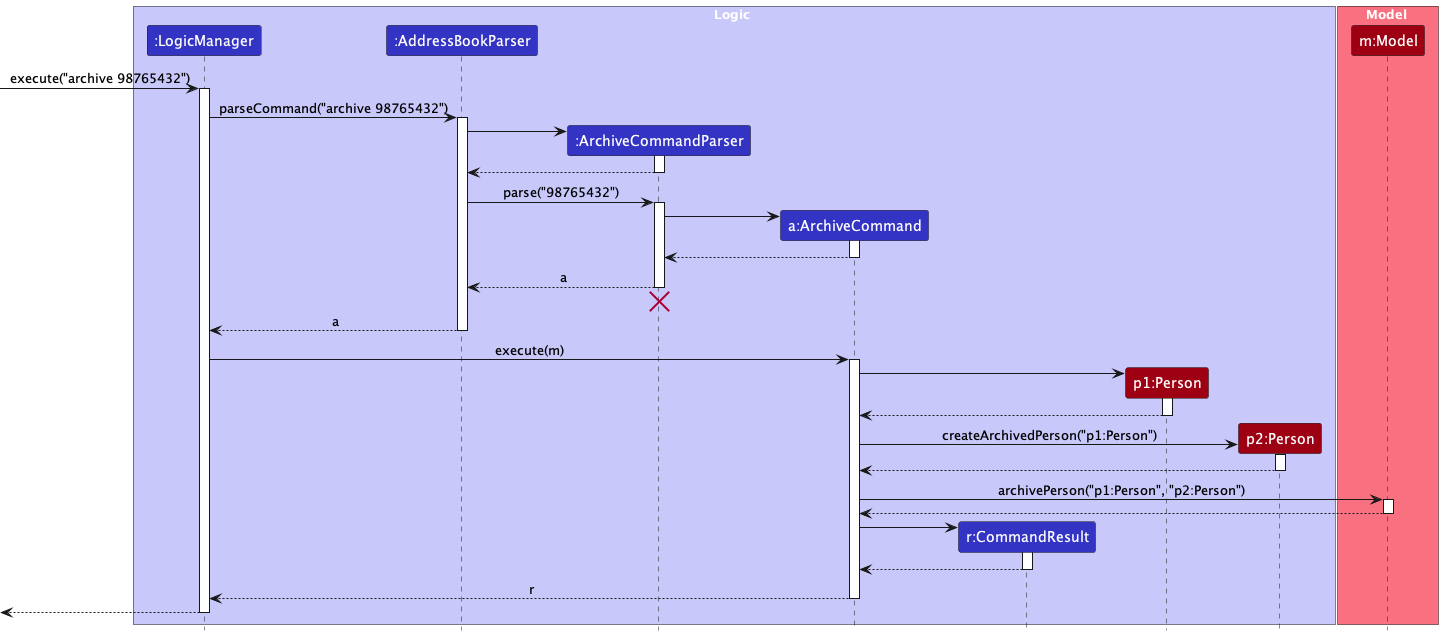 Logic
Model
:LogicManager
:AddressBookParser
m:Model
execute("archive 98765432")
parseCommand("archive 98765432")
:ArchiveCommandParser
parse("98765432")
a:ArchiveCommand
a
a
execute(m)
p1:Person
createArchivedPerson("p1:Person")
p2:Person
archivePerson("p1:Person", "p2:Person")
r:CommandResult
r